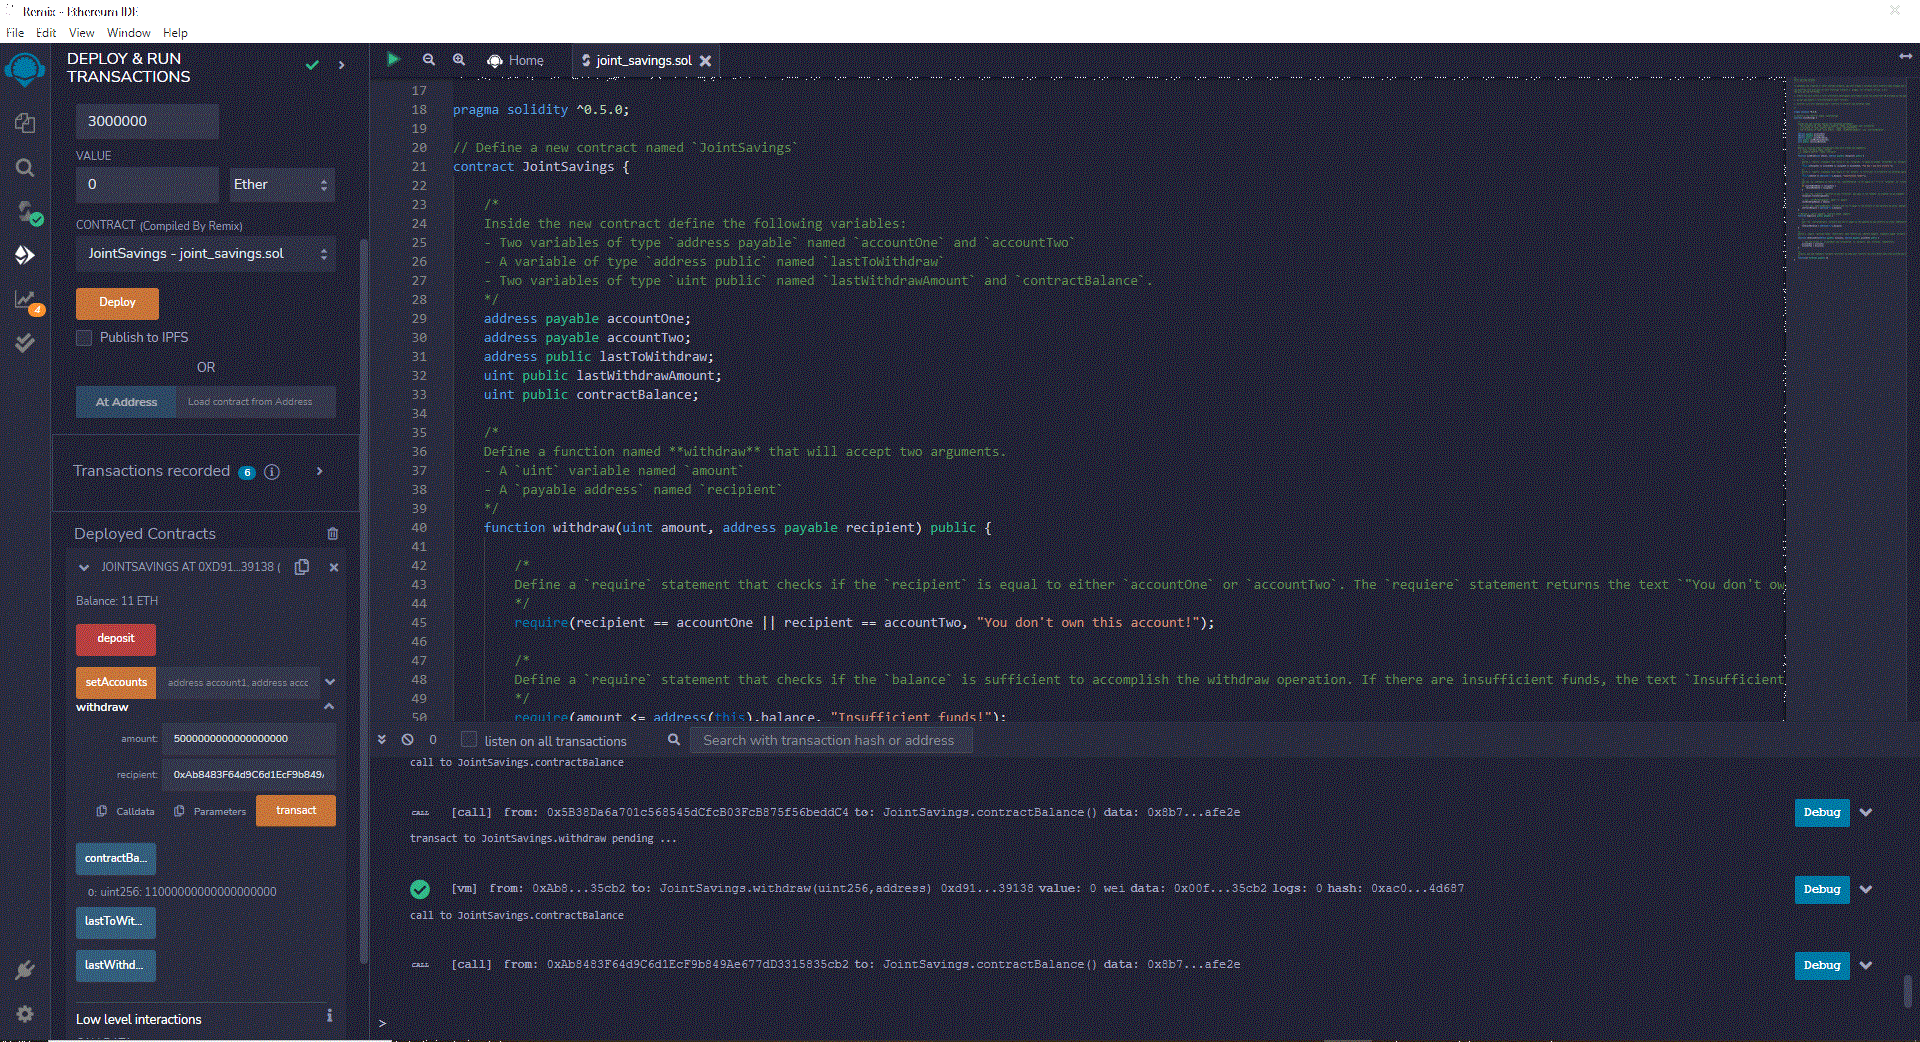 Remix - Ethereum IDE
File Edit View Window Help
DEPLOY & RUN
TRANSACTIONS
3000000
VALUE
0
Ether
CONTRACT (Compiled By Remix)
JointSavings - joint_savings.sol
Deploy
Publish to IPFS
OR
At Address
Load contract from Address
Transactions recorded 6
Deployed Contracts
JOINTSAVINGS AT 0XD91...39138 (
Balance: 11 ETH
deposit
setAccounts
address account1, address acco
withdraw
amount:
5000000000000000000
recipient:
0xAb8483F64d9C6d1EcF9b849A
Calldata
Parameters
transact
contractBa...
0: uint256: 11000000000000000000
lastToWit...
lastWithd...
Low level interactions
4
Home
joint_savings.sol
17
18 pragma solidity ^0.5.0;
19
20 // Define a new contract named `JointSavings`
21 contract JointSavings {
22
23 /*
24 Inside the new contract define the following variables:
25 - Two variables of type `address payable` named `accountOne` and `accountTwo`
26 - A variable of type `address public` named `lastToWithdraw`
27 - Two variables of type `uint public` named `lastWithdrawAmount` and `contractBalance`.
28 */
29 address payable accountOne;
30 address payable accountTwo;
31 address public lastToWithdraw;
32 uint public lastWithdrawAmount;
33 uint public contractBalance;
34
35 /*
36 Define a function named **withdraw** that will accept two arguments.
37 - A `uint` variable named `amount`
38 - A `payable address` named `recipient`
39 */
40 function withdraw(uint amount, address payable recipient) public {
41
42 /*
43 Define a `require` statement that checks if the `recipient` is equal to either `accountOne` or `accountTwo`. The `requiere` statement returns the text `"You don't ow
44 */
45 require(recipient == accountOne || recipient == accountTwo, "You don't own this account!");
46
47 /*
48 Define a `require` statement that checks if the `balance` is sufficient to accomplish the withdraw operation. If there are insufficient funds, the text `Insufficient
49 */
50 require(amount <= address(this).balance, "Insufficient funds!");
0
listen on all transactions
Search with transaction hash or address
call to JointSavings.contractBalance
CALL [call] from: 0x5B38Da6a701c568545dCfcB03FcB875f56beddC4 to: JointSavings.contractBalance() data: 0x8b7...afe2e
Debug
transact to JointSavings.withdraw pending ...
[vm] from: 0xAb8...35cb2 to: JointSavings.withdraw(uint256,address) 0xd91...39138 value: 0 wei data: 0x00f...35cb2 logs: 0 hash: 0xac0...4d687
Debug
call to JointSavings.contractBalance
CALL [call] from: 0xAb8483F64d9C6d1EcF9b849Ae677dD3315835cb2 to: JointSavings.contractBalance() data: 0x8b7...afe2e
Debug
>